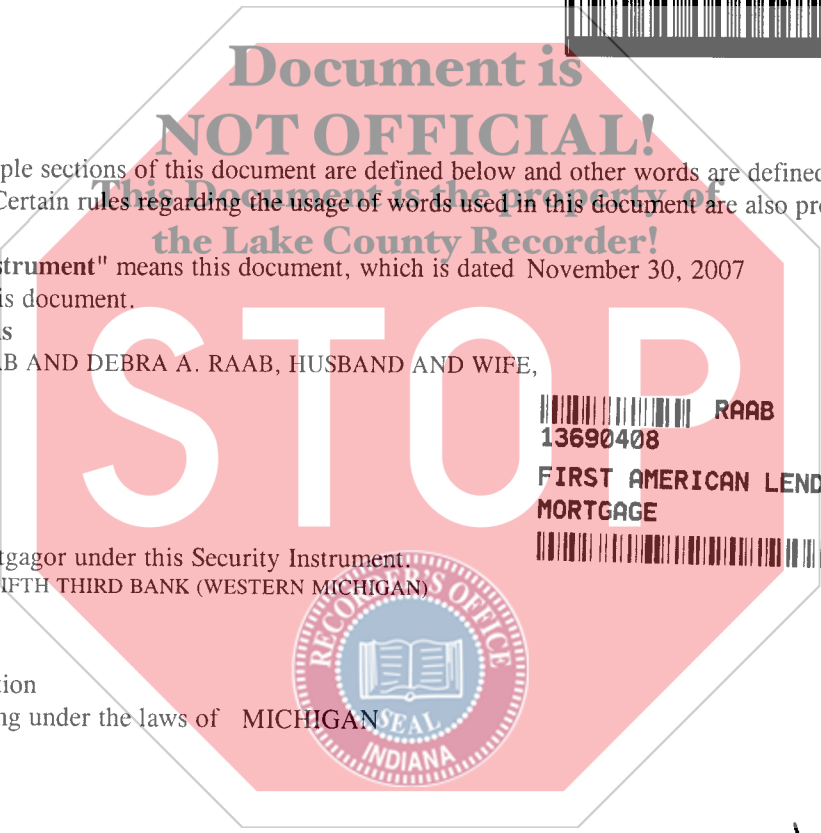 Document is
NOT OFFICIAL!
ple sections of this document are defined below and other words are defined
This Document is the property of
Certain rules regarding the usage of words used in this document are also pro
the Lake County Recorder!
strument" means this document, which is dated November 30, 2007
is document.
s
AB AND DEBRA A. RAAB, HUSBAND AND WIFE,
STOP
RAAB
13690408
FIRST AMERICAN LEND
MORTGAGE
tgagor under this Security Instrument.
IFTH THIRD BANK (WESTERN MICHIGAN)
RECORDER'S OFFICE
tion
ng under the laws of MICHIGAN
SEAL
INDIANA